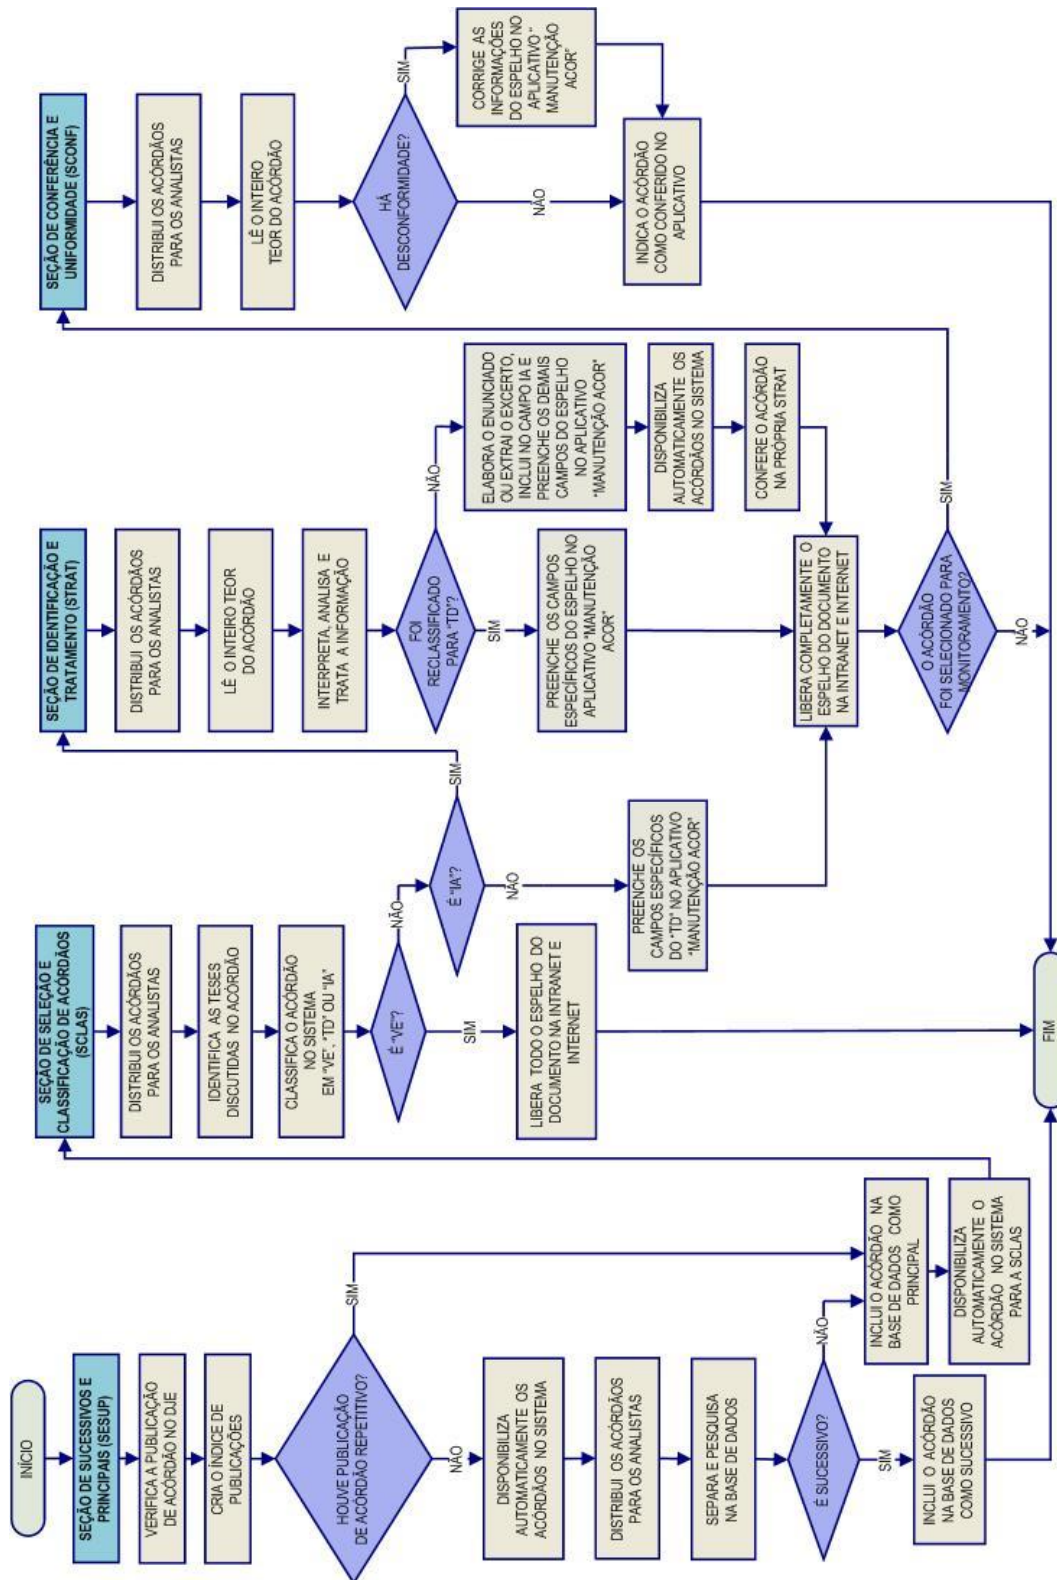 INÍCIO
SEÇÃO DE SUCESSIVOS E
PRINCIPAIS (SESUP)
VERIFICA A PUBLICAÇÃO
DE ACÓRDÃO NO DJE
CRIA O ÍNDICE DE
PUBLICAÇÕES
HOUVE PUBLICAÇÃO
DE ACÓRDÃO REPETITIVO?
SIM
NÃO
DISPONIBILIZA
AUTOMATICAMENTE OS
ACÓRDÃOS NO SISTEMA
DISTRIBUI OS ACÓRDÃOS
PARA OS ANALISTAS
SEPARA E PESQUISA
NA BASE DE DADOS
É SUCESSIVO?
NÃO
SIM
INCLUI O ACÓRDÃO
NA BASE DE DADOS
COMO SUCESSIVO
INCLUI O ACÓRDÃO NA
BASE DE DADOS COMO
PRINCIPAL
DISPONIBILIZA
AUTOMATICAMENTE O
ACÓRDÃO NO SISTEMA
PARA A SCLAS
SEÇÃO DE SELEÇÃO E
CLASSIFICAÇÃO DE ACÓRDÃOS
(SCLAS)
DISTRIBUI OS ACÓRDÃOS
PARA OS ANALISTAS
IDENTIFICA AS TESES
DISCUTIDAS NO ACÓRDÃO
CLASSIFICA O ACÓRDÃO
NO SISTEMA
EM "VE", "TD" OU "IA"
É "VE"?
NÃO
SIM
LIBERA TODO O ESPELHO DO
DOCUMENTO NA INTRANET E
INTERNET
É "IA"?
SIM
NÃO
PREENCHE OS
CAMPOS ESPECÍFICOS
DO "TD" NO APLICATIVO
"MANUTENÇÃO ACOR"
SEÇÃO DE IDENTIFICAÇÃO E
TRATAMENTO (STRAT)
DISTRIBUI OS ACÓRDÃOS
PARA OS ANALISTAS
LÊ O INTEIRO TEOR
DO ACÓRDÃO
INTERPRETA, ANALISA E
TRATA A INFORMAÇÃO
FOI
RECLASSIFICADO
PARA "TD"?
NÃO
SIM
PREENCHE OS CAMPOS
ESPECÍFICOS DO ESPELHO NO
APLICATIVO "MANUTENÇÃO
ACOR"
ELABORA O ENUNCIADO
OU EXTRAI O EXCERTO,
INCLUI NO CAMPO IA E
PREENCHE OS DEMAIS
CAMPOS DO ESPELHO
NO APLICATIVO
"MANUTENÇÃO ACOR"
DISPONIBILIZA
AUTOMATICAMENTE OS
ACÓRDÃOS NO SISTEMA
CONFERE O ACÓRDÃO
NA PRÓPRIA STRAT
LIBERA COMPLETAMENTE O
ESPELHO DO DOCUMENTO
NA INTRANET E INTERNET
O ACÓRDÃO
FOI SELECIONADO PARA
MONITORAMENTO?
SIM
NÃO
SEÇÃO DE CONFERÊNCIA E
UNIFORMIDADE (SCONF)
DISTRIBUI OS ACÓRDÃOS
PARA OS ANALISTAS
LÊ O INTEIRO
TEOR DO ACÓRDÃO
HÁ
DESCONFORMIDADE?
SIM
NÃO
CORRIGE AS
INFORMAÇÕES
DO ESPELHO NO
APLICATIVO "
MANUTENÇÃO
ACOR"
INDICA O ACÓRDÃO
COMO CONFERIDO NO
APLICATIVO
FIM